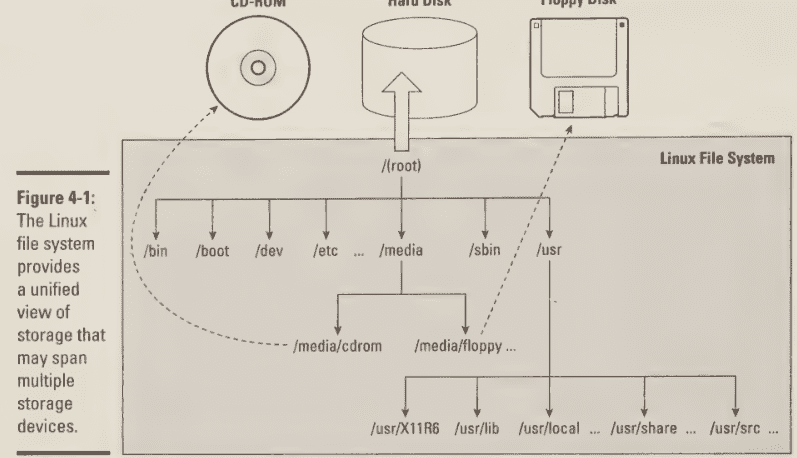 CD-ROM Hard Disk Floppy Disk
/(root) Linux File System
Figure 4-1:
The Linux
file system
provides
a unified
view of
storage that
may span
multiple
storage
devices.
/bin /boot /dev /etc ... /media /sbin /usr
/media/cdrom /media/floppy ...
/usr/X11R6 /usr/lib /usr/local ... /usr/share ... /usr/src ...